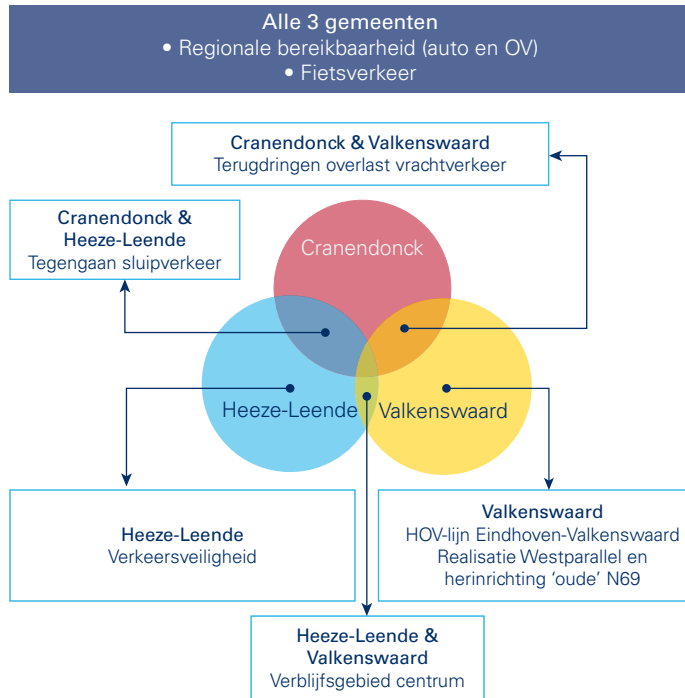 Alle 3 gemeenten
• Regionale bereikbaarheid (auto en OV)
• Fietsverkeer
Cranendonck & Valkenswaard
Terugdringen overlast vrachtverkeer
Cranendonck &
Heeze-Leende
Tegengaan sluipverkeer
Cranendonck
Heeze-Leende
Valkenswaard
Heeze-Leende
Verkeersveiligheid
Valkenswaard
HOV-lijn Eindhoven-Valkenswaard
Realisatie Westparallel en
herinrichting ‘oude’ N69
Heeze-Leende &
Valkenswaard
Verblijfsgebied centrum